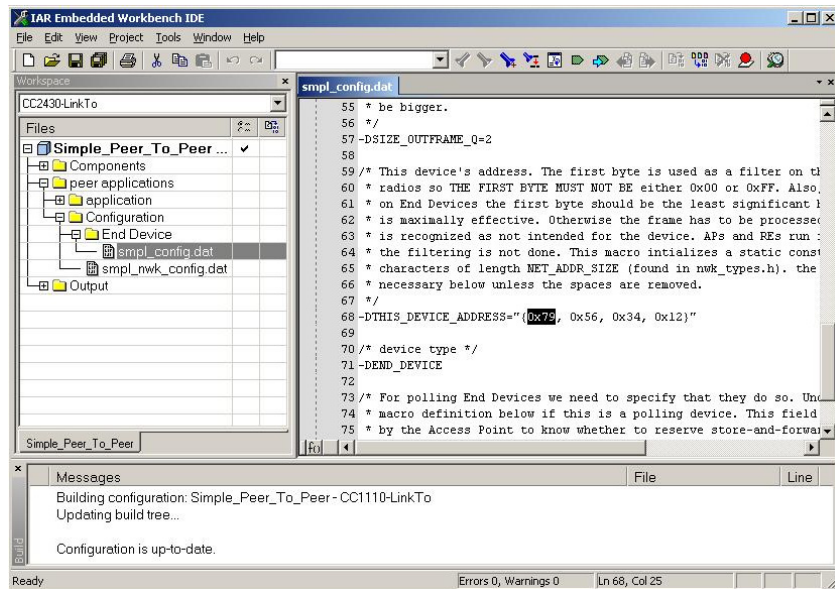 IAR Embedded Workbench IDE
File Edit View Project Tools Window Help
Workspace
CC2430-LinkTo
Files
Simple_Peer_To_Peer ...
Components
peer applications
application
Configuration
End Device
smpl_config.dat
smpl_nwk_config.dat
Output
Simple_Peer_To_Peer
smpl_config.dat
55 * be bigger.
56 */
57 -DSIZE_OUTFRAME_Q=2
58
59 /* This device's address. The first byte is used as a filter on th
60 * radios so THE FIRST BYTE MUST NOT BE either 0x00 or 0xFF. Also,
61 * on End Devices the first byte should be the least significant
62 * is maximally effective. Otherwise the frame has to be processed
63 * is recognized as not intended for the device. APs and REs run
64 * the filtering is not done. This macro intializes a static const
65 * characters of length NET_ADDR_SIZE (found in nwk_types.h). the
66 * necessary below unless the spaces are removed.
67 */
68 -DTHIS_DEVICE_ADDRESS="{0x79, 0x56, 0x34, 0x12}"
69
70 /* device type */
71 -DEND_DEVICE
72
73 /* For polling End Devices we need to specify that they do so. Unc
74 * macro definition below if this is a polling device. This field
75 * by the Access Point to know whether to reserve store-and-forwar
fo
Messages File Line
Building configuration: Simple_Peer_To_Peer - CC1110-LinkTo
Updating build tree...
Configuration is up-to-date.
Build
Ready Errors 0, Warnings 0 Ln 68, Col 25